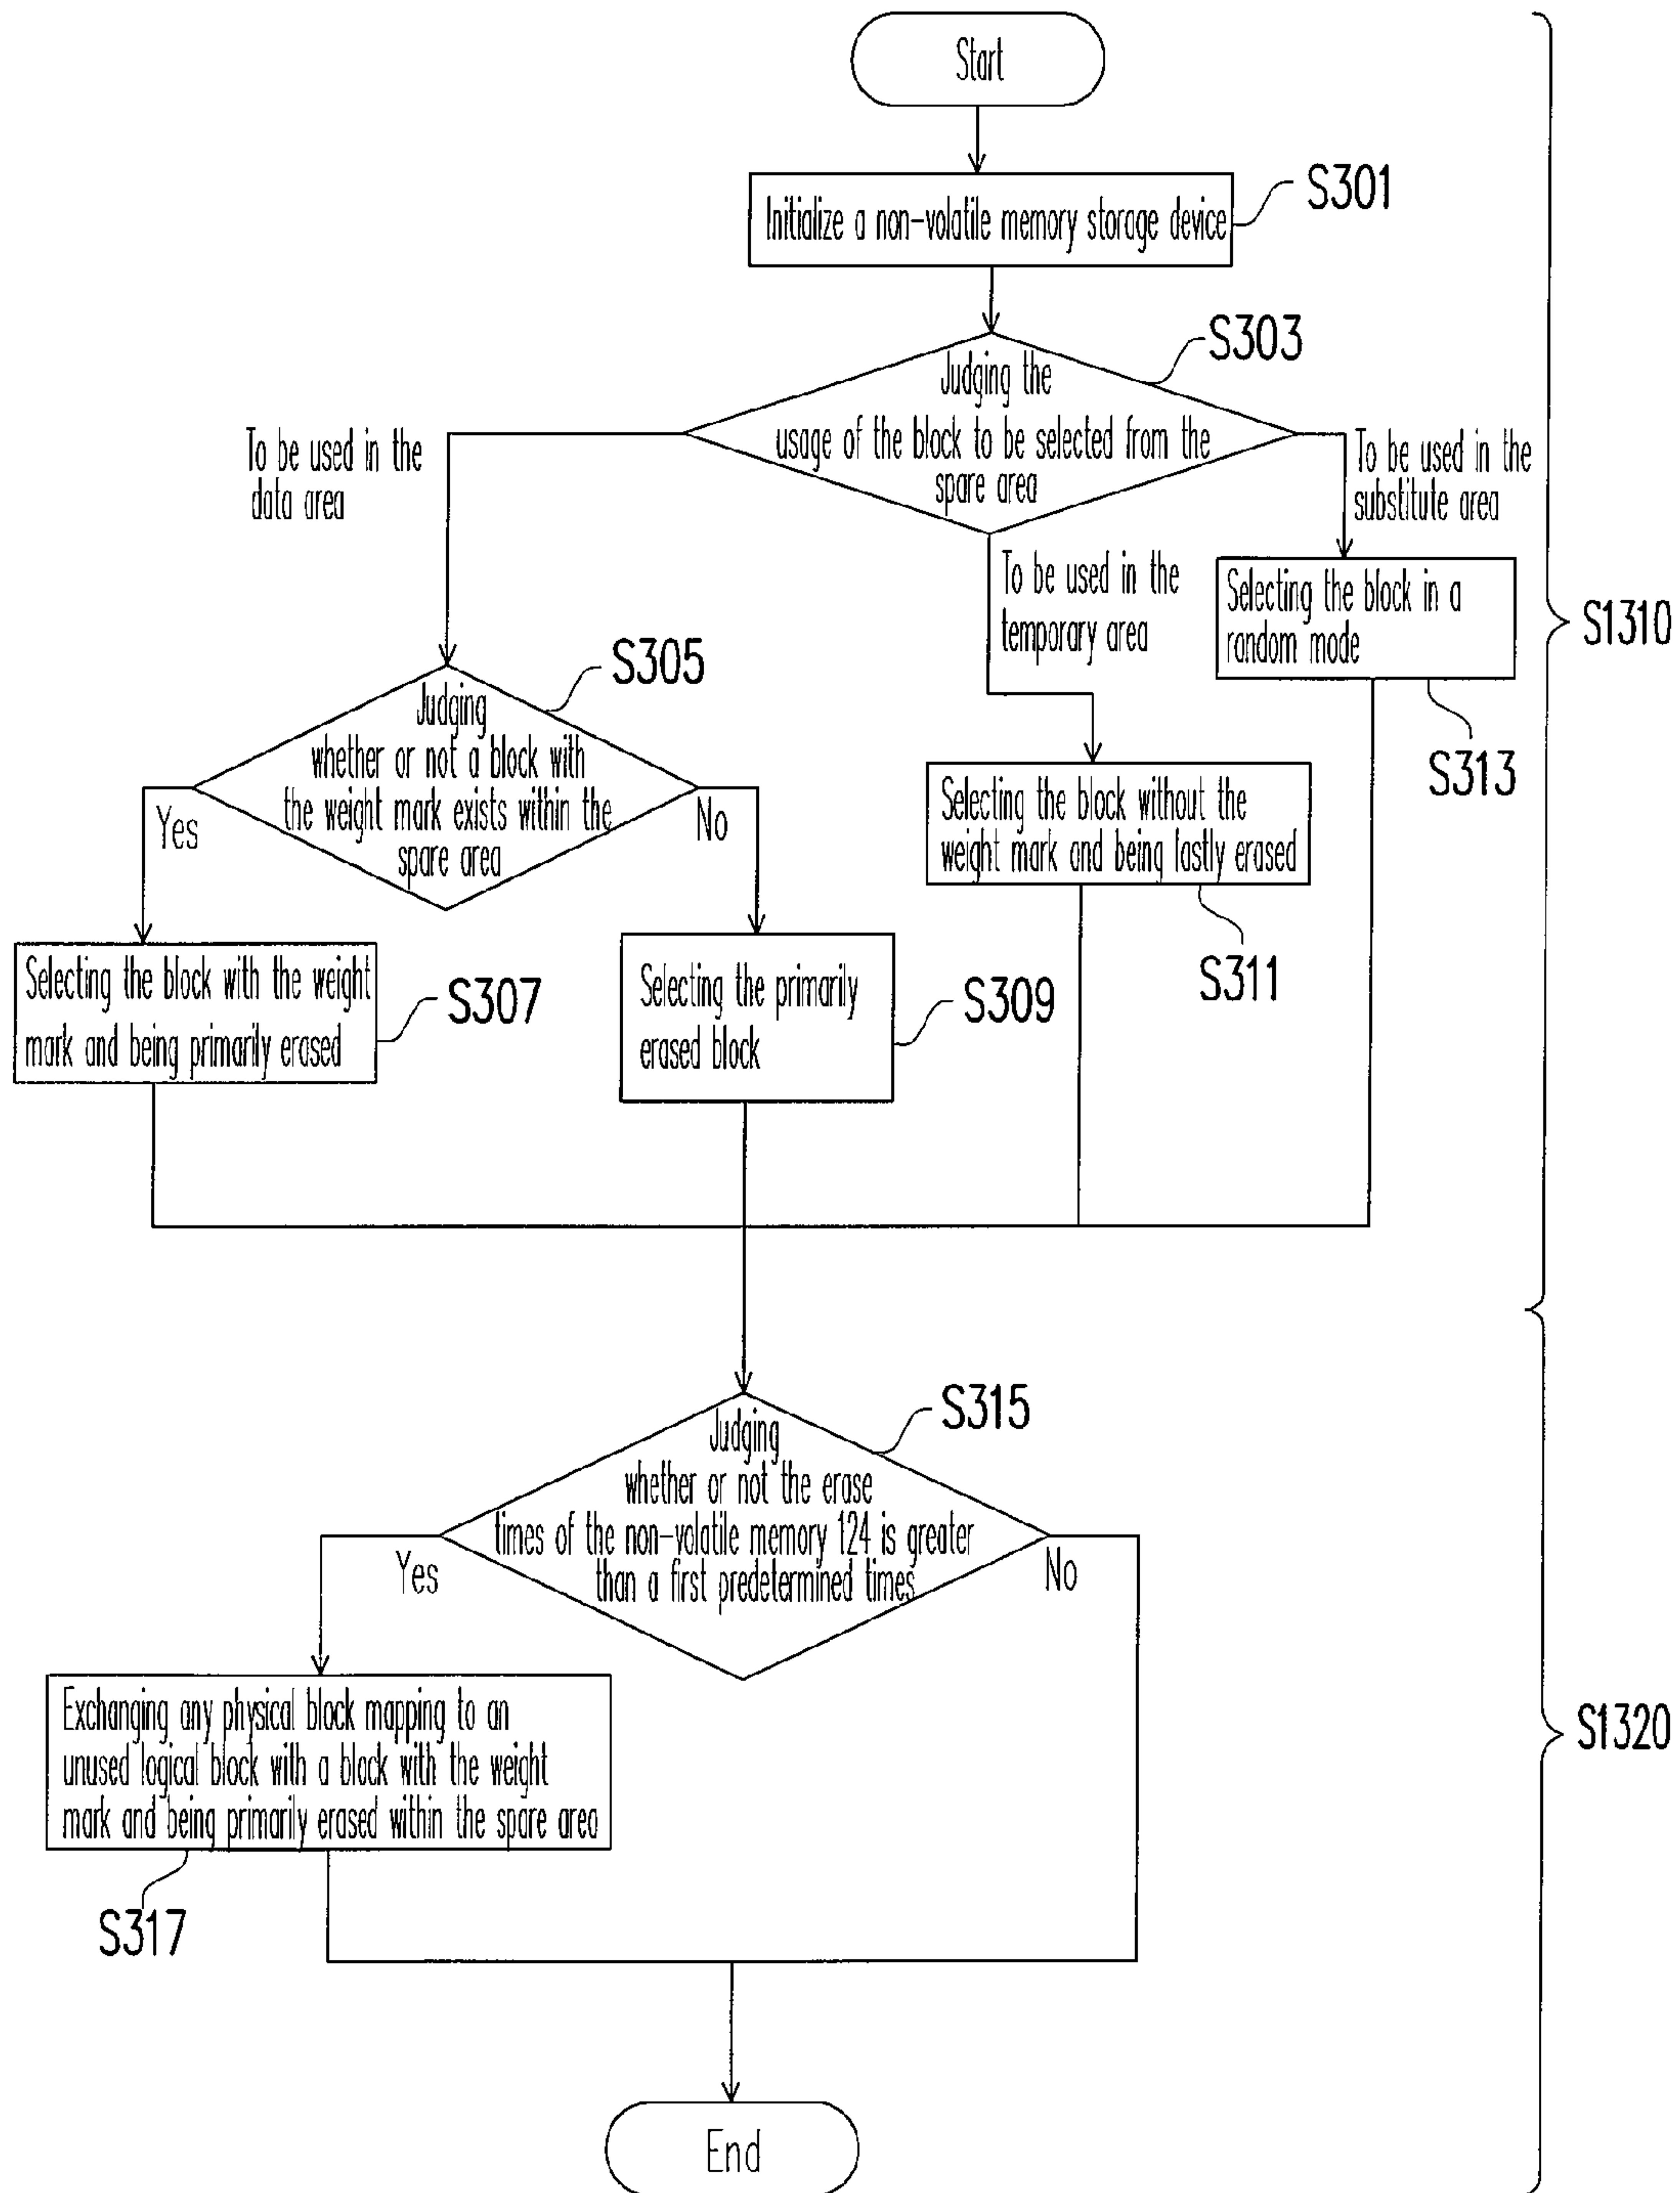 Start
Initialize a non-volatile memory storage device
S301
S303
Judging the
usage of the block to be selected from the
spare area
To be used in the
data area
To be used in the
substitute area
To be used in the
temporary area
Selecting the block in a
random mode
S1310
S313
S305
Judging
whether or not a block with
the weight mark exists within the
spare area
Yes
No
Selecting the block without the
weight mark and being lastly erased
S311
Selecting the block with the weight
mark and being primarily erased
S307
Selecting the primarily
erased block
S309
S315
Judging
whether or not the erase
times of the non-volatile memory 124 is greater
than a first predetermined times
Yes
No
Exchanging any physical block mapping to an
unused logical block with a block with the weight
mark and being primarily erased within the spare area
S317
S1320
End